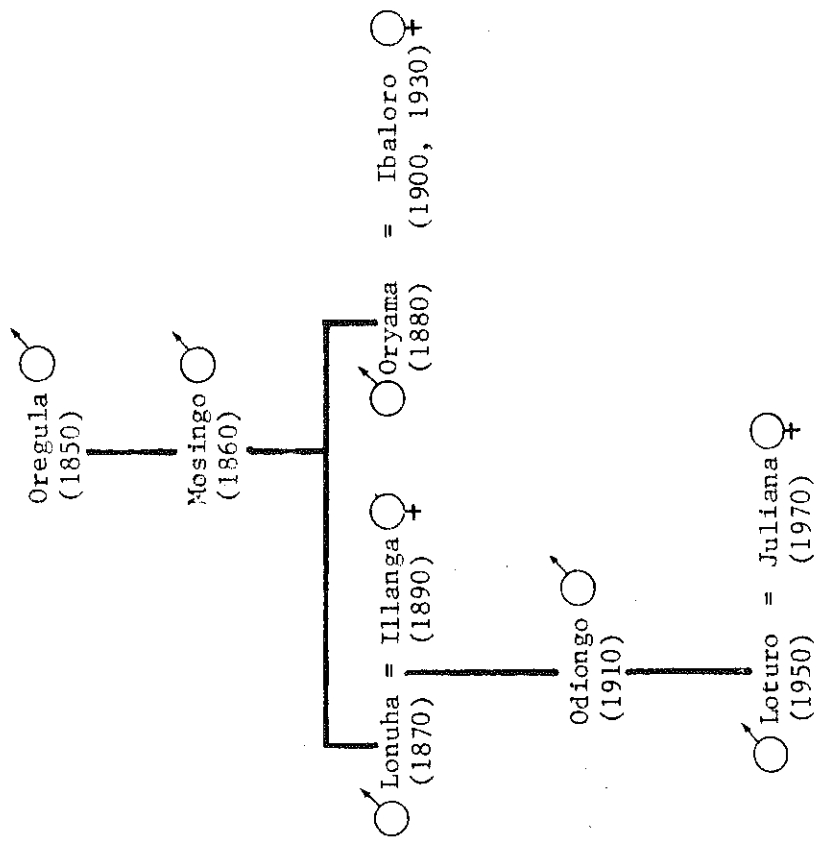 Oregula
(1850)
Mosingo
(1860)
Lonuha = Illanga
(1870) (1890)
Oryama = Ibaloro
(1880) (1900, 1930)
Odiongo
(1910)
Loturo = Juliana
(1950) (1970)